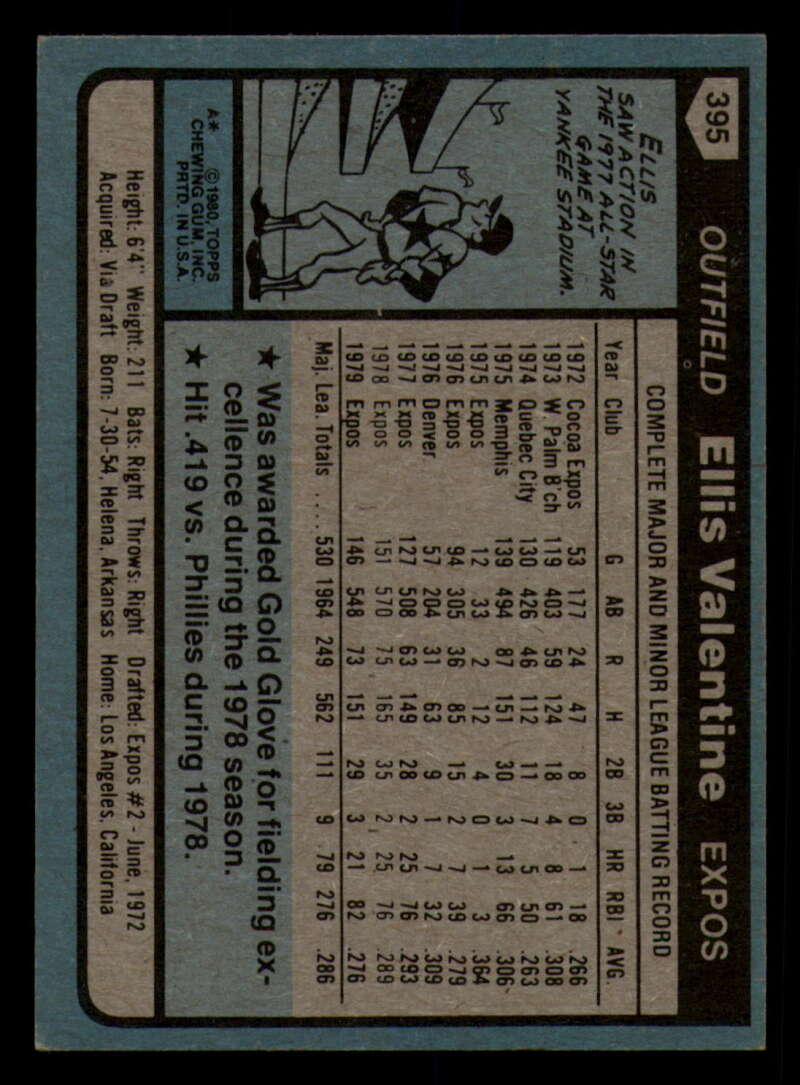 395 OUTFIELD Ellis Valentine EXPOS
ELLIS
SAW ACTION IN
THE 1977 ALL-STAR
GAME AT
YANKEE STADIUM.
A* © 1980, TOPPS
CHEWING GUM, INC.
PRTD. IN U.S.A.
COMPLETE MAJOR AND MINOR LEAGUE BATTING RECORD
Year Club G AB R H 2B 3B HR RBI AVG.
1972 Cocoa Expos 53 177 24 47 8 0 1 18 .266
1973 W. Palm B'ch 119 403 59 124 18 4 8 61 .308
1974 Quebec City 130 426 46 112 11 7 5 50 .263
1975 Memphis 139 494 87 151 30 3 13 66 .306
1975 Expos 12 33 2 12 4 0 1 3 .364
1976 Expos 94 305 36 85 15 2 7 39 .279
1976 Denver 57 204 31 63 9 1 7 32 .309
1977 Expos 127 508 63 149 28 2 25 76 .293
1978 Expos 151 570 75 165 35 2 25 76 .289
1979 Expos 146 548 73 151 29 3 21 82 .276
Maj. Lea. Totals .... 530 1964 249 562 111 9 79 276 .286
★ Was awarded Gold Glove for fielding ex-
cellence during the 1978 season.
★ Hit .419 vs. Phillies during 1978.
Height: 6'4" Weight: 211 Bats: Right Throws: Right Drafted: Expos #2 - June, 1972
Acquired: Via Draft Born: 7-30-54, Helena, Arkansas Home: Los Angeles, California